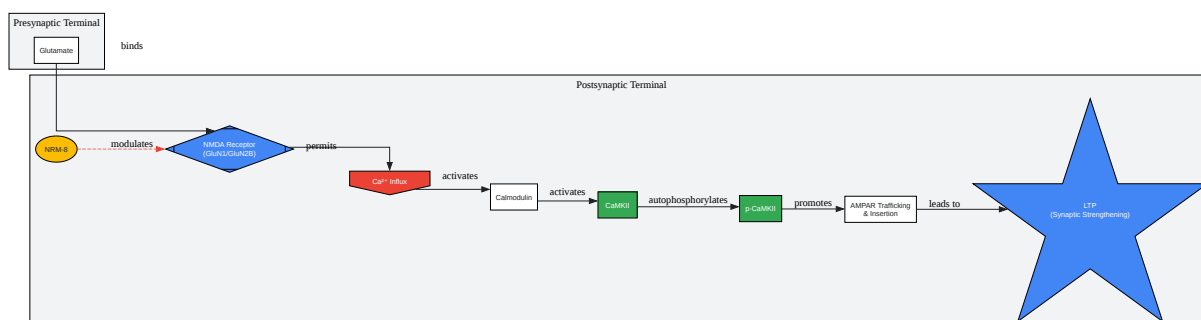 Presynaptic Terminal
Glutamate
binds
Postsynaptic Terminal
NRM-8
modulates
NMDA Receptor
(GluN1/GluN2B)
permits
Ca²⁺ Influx
activates
Calmodulin
activates
CaMKII
autophosphorylates
p-CaMKII
promotes
AMPAR Trafficking
& Insertion
leads to
LTP
(Synaptic Strengthening)